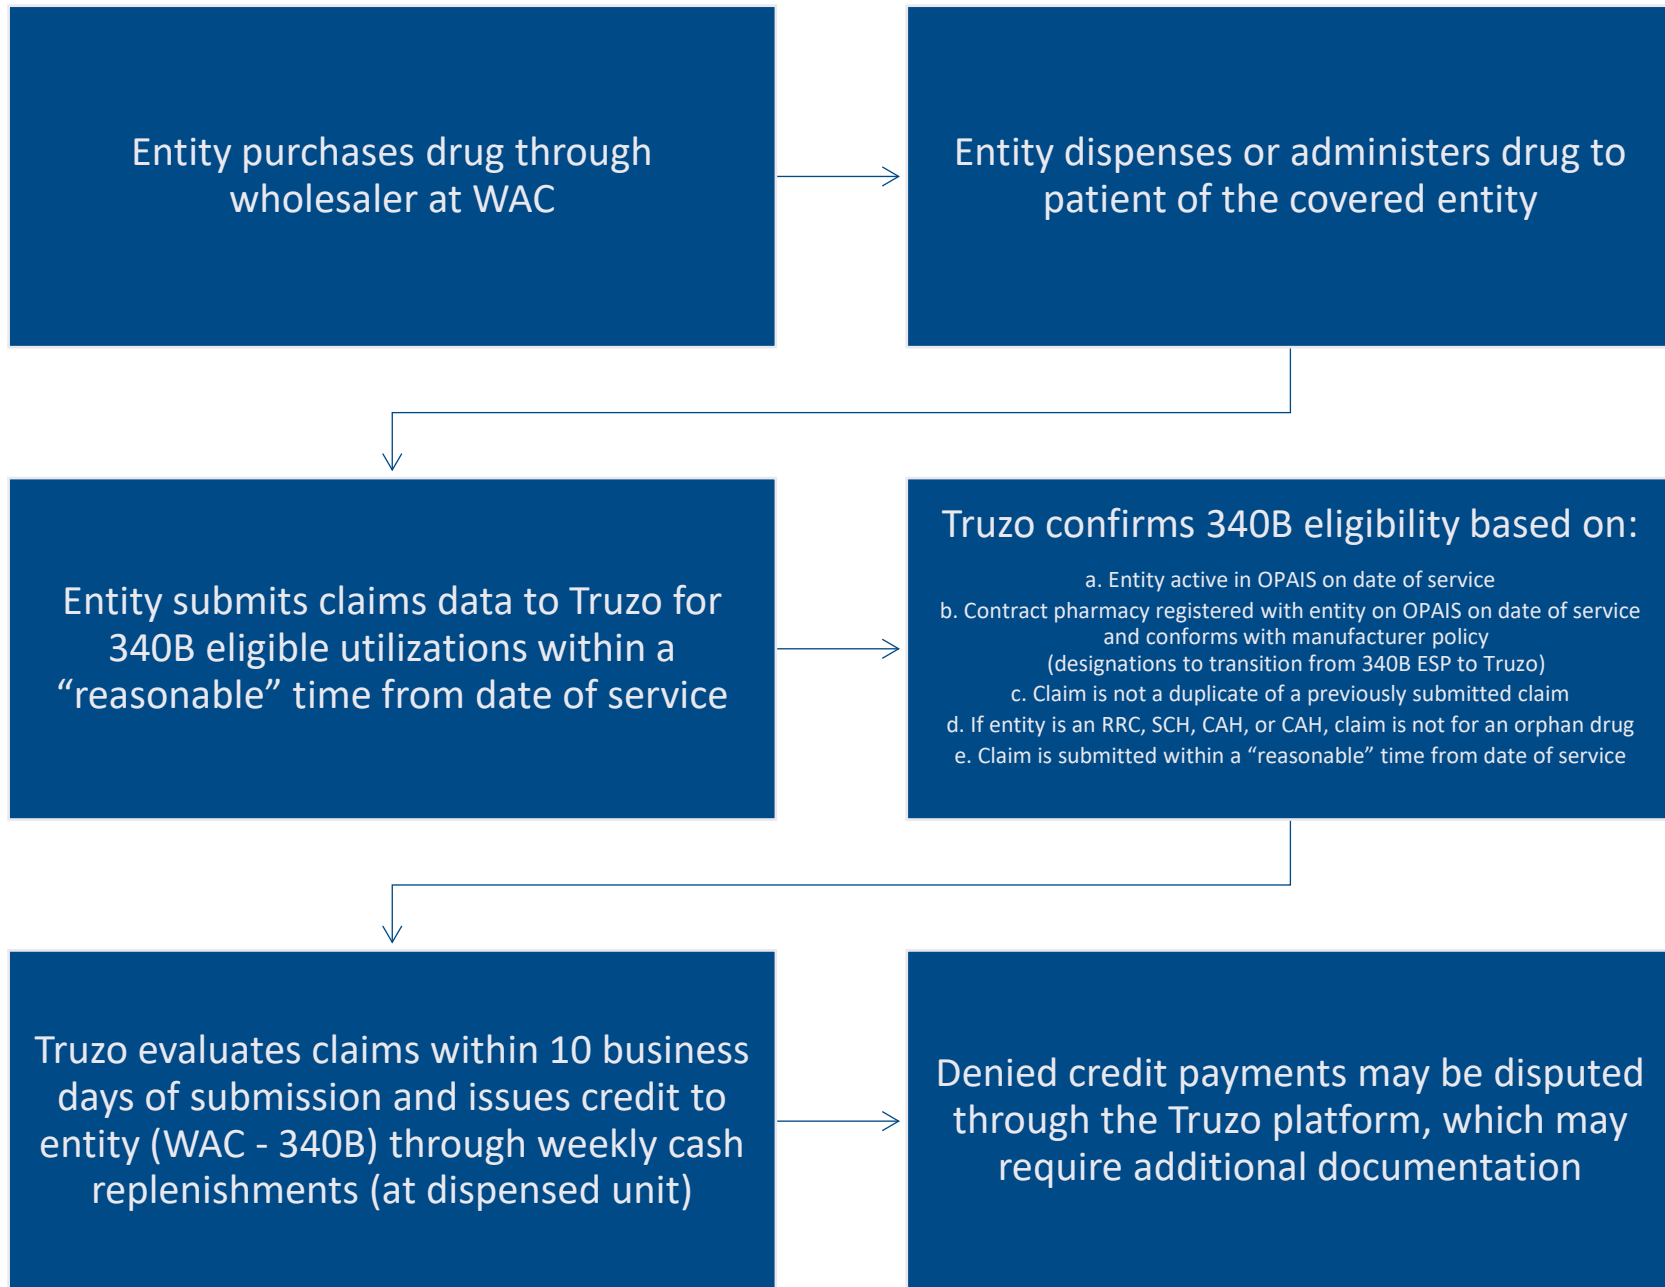 Entity purchases drug through
wholesaler at WAC
Entity dispenses or administers drug to
patient of the covered entity
Entity submits claims data to Truzo for
340B eligible utilizations within a
“reasonable” time from date of service
Truzo confirms 340B eligibility based on:
a. Entity active in OPAIS on date of service
b. Contract pharmacy registered with entity on OPAIS on date of service
and conforms with manufacturer policy
(designations to transition from 340B ESP to Truzo)
c. Claim is not a duplicate of a previously submitted claim
d. If entity is an RRC, SCH, CAH, or CAH, claim is not for an orphan drug
e. Claim is submitted within a “reasonable” time from date of service
Truzo evaluates claims within 10 business
days of submission and issues credit to
entity (WAC - 340B) through weekly cash
replenishments (at dispensed unit)
Denied credit payments may be disputed
through the Truzo platform, which may
require additional documentation